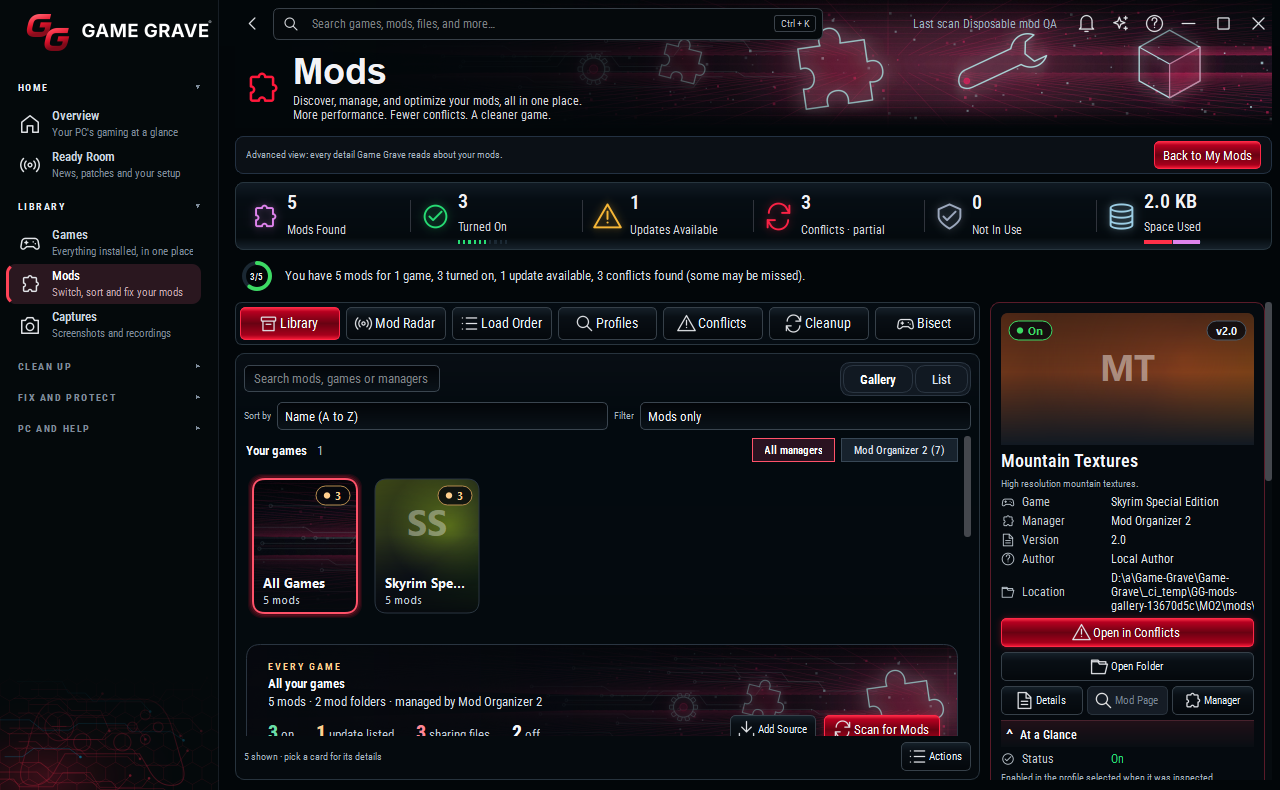 GAME GRAVE
Search games, mods, files, and more...
Ctrl + K
Last scan Disposable mod QA
HOME
Overview
Your PC's gaming at a glance
Ready Room
News, patches and your setup
LIBRARY
Games
Everything installed, in one place
Mods
Switch, sort and fix your mods
Captures
Screenshots and recordings
CLEAN UP
FIX AND PROTECT
PC AND HELP
Mods
Discover, manage, and optimize your mods, all in one place.
More performance. Fewer conflicts. A cleaner game.
Advanced view: every detail Game Grave reads about your mods.
Back to My Mods
5
Mods Found
3
Turned On
1
Updates Available
3
Conflicts · partial
0
Not In Use
2.0 KB
Space Used
3/5
You have 5 mods for 1 game, 3 turned on, 1 update available, 3 conflicts found (some may be missed).
Library
Mod Radar
Load Order
Profiles
Conflicts
Cleanup
Bisect
Search mods, games or managers
Gallery
List
Sort by
Name (A to Z)
Filter
Mods only
Your games 1
All managers
Mod Organizer 2 (7)
3
All Games
5 mods
3
SS
Skyrim Spe...
5 mods
EVERY GAME
All your games
5 mods · 2 mod folders · managed by Mod Organizer 2
3 on
1 update listed
3 sharing files
2 off
Add Source
Scan for Mods
5 shown · pick a card for its details
Actions
On
v2.0
MT
Mountain Textures
High resolution mountain textures.
Game
Skyrim Special Edition
Manager
Mod Organizer 2
Version
2.0
Author
Local Author
Location
D:\a\Game-Grave\Game-
Grave\_ci_temp\GG-mods-
gallery-13670d5c\MO2\mods\
Open in Conflicts
Open Folder
Details
Mod Page
Manager
At a Glance
Status
On
Enabled in the profile selected when it was inspected